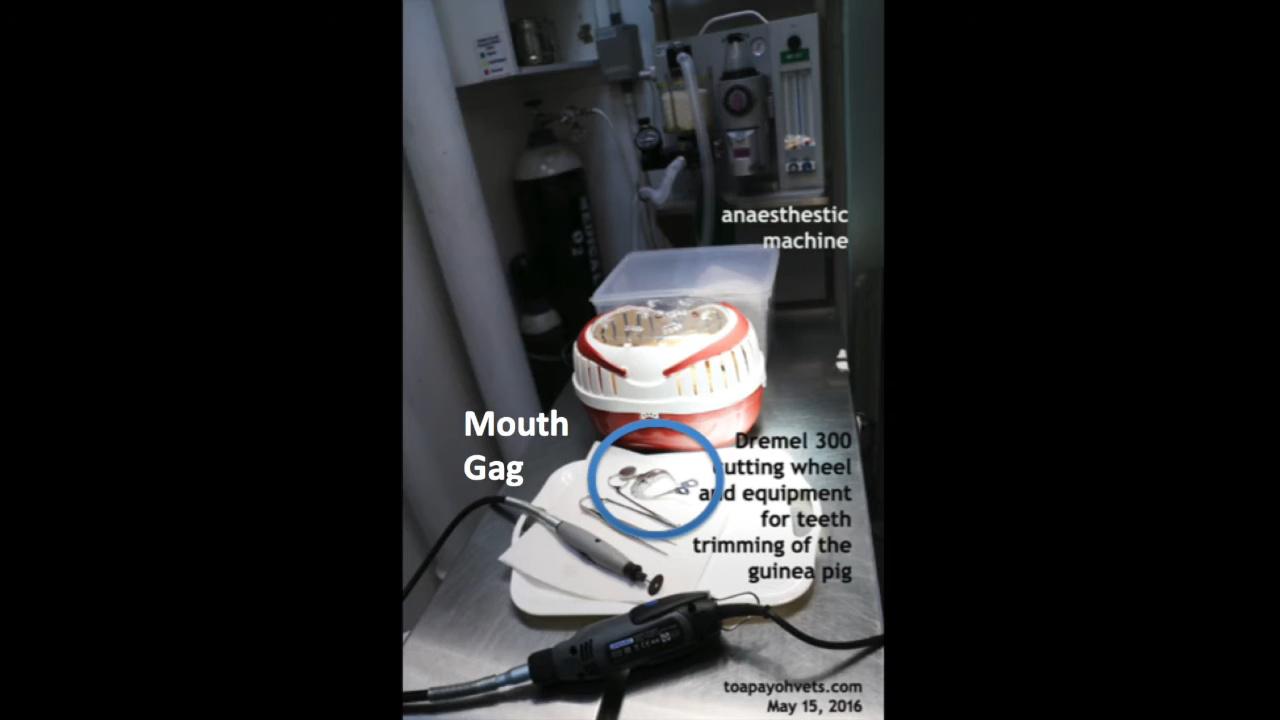 anaesthestic
machine
Mouth
Gag
Dremel 300
cutting wheel
and equipment
for teeth
trimming of the
guinea pig
toapayohvets.com
May 15, 2016